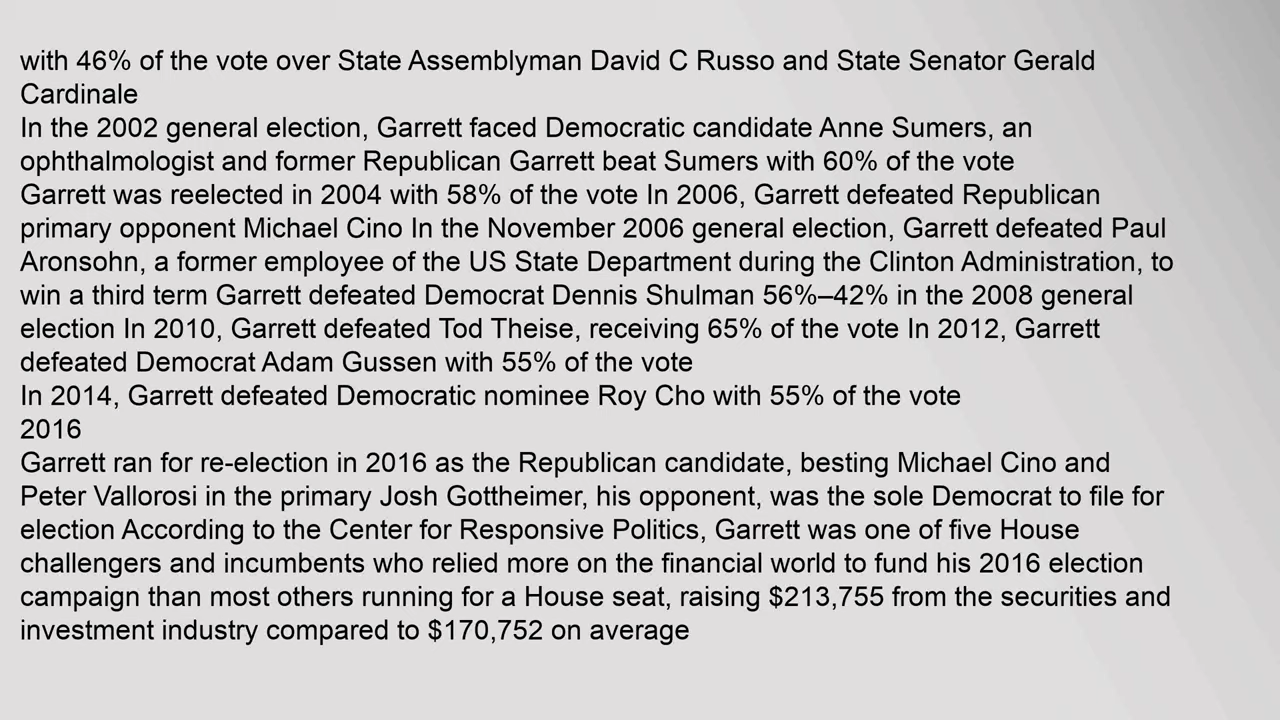 with 46% of the vote over State Assemblyman David C Russo and State Senator Gerald
Cardinale
In the 2002 general election, Garrett faced Democratic candidate Anne Sumers, an
ophthalmologist and former Republican Garrett beat Sumers with 60% of the vote
Garrett was reelected in 2004 with 58% of the vote In 2006, Garrett defeated Republican
primary opponent Michael Cino In the November 2006 general election, Garrett defeated Paul
Aronsohn, a former employee of the US State Department during the Clinton Administration, to
win a third term Garrett defeated Democrat Dennis Shulman 56%–42% in the 2008 general
election In 2010, Garrett defeated Tod Theise, receiving 65% of the vote In 2012, Garrett
defeated Democrat Adam Gussen with 55% of the vote
In 2014, Garrett defeated Democratic nominee Roy Cho with 55% of the vote
2016
Garrett ran for re-election in 2016 as the Republican candidate, besting Michael Cino and
Peter Vallorosi in the primary Josh Gottheimer, his opponent, was the sole Democrat to file for
election According to the Center for Responsive Politics, Garrett was one of five House
challengers and incumbents who relied more on the financial world to fund his 2016 election
campaign than most others running for a House seat, raising $213,755 from the securities and
investment industry compared to $170,752 on average